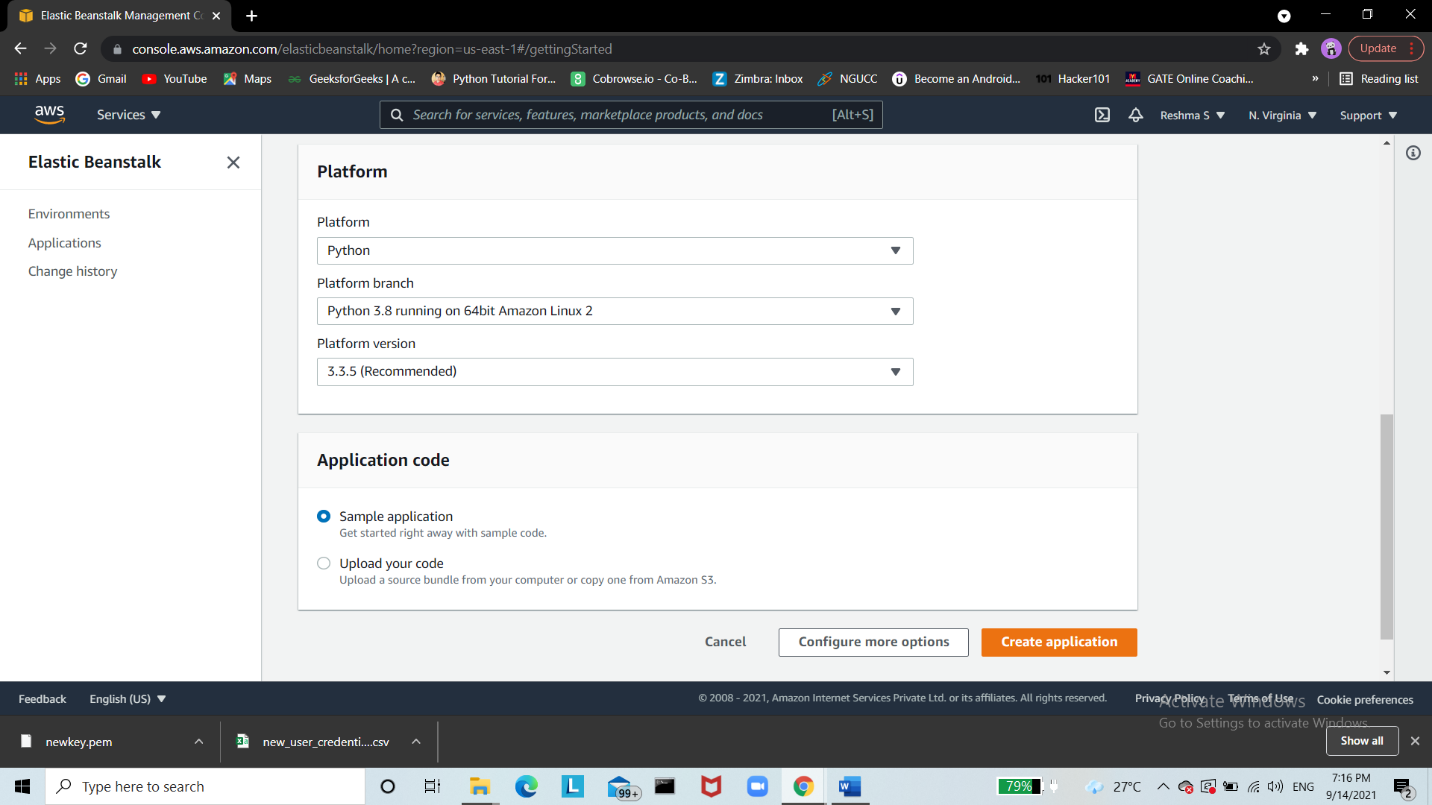 Elastic Beanstalk Management C
console.aws.amazon.com/elasticbeanstalk/home?region=us-east-1#/gettingStarted
Update
Apps
Gmail
YouTube
Maps
GeeksforGeeks | A c...
Python Tutorial For...
Cobrowse.io - Co-B...
Zimbra: Inbox
NGUCC
Become an Android...
101 Hacker101
GATE Online Coachi...
»
Reading list
aws
Services ▼
Search for services, features, marketplace products, and docs
[Alt+S]
Reshma S ▼
N. Virginia ▼
Support ▼
Elastic Beanstalk
Environments
Applications
Change history
Platform
Platform
Python
Platform branch
Python 3.8 running on 64bit Amazon Linux 2
Platform version
3.3.5 (Recommended)
Application code
Sample application
Get started right away with sample code.
Upload your code
Upload a source bundle from your computer or copy one from Amazon S3.
Cancel
Configure more options
Create application
Feedback
English (US) ▼
© 2008 - 2021, Amazon Internet Services Private Ltd. or its affiliates. All rights reserved.
Privacy Policy
Terms of Use
Cookie preferences
Activate Windows
Go to Settings to activate Windows.
newkey.pem
new_user_credenti....csv
Show all
Type here to search
99+
79%
27°C
ENG
7:16 PM
9/14/2021
2